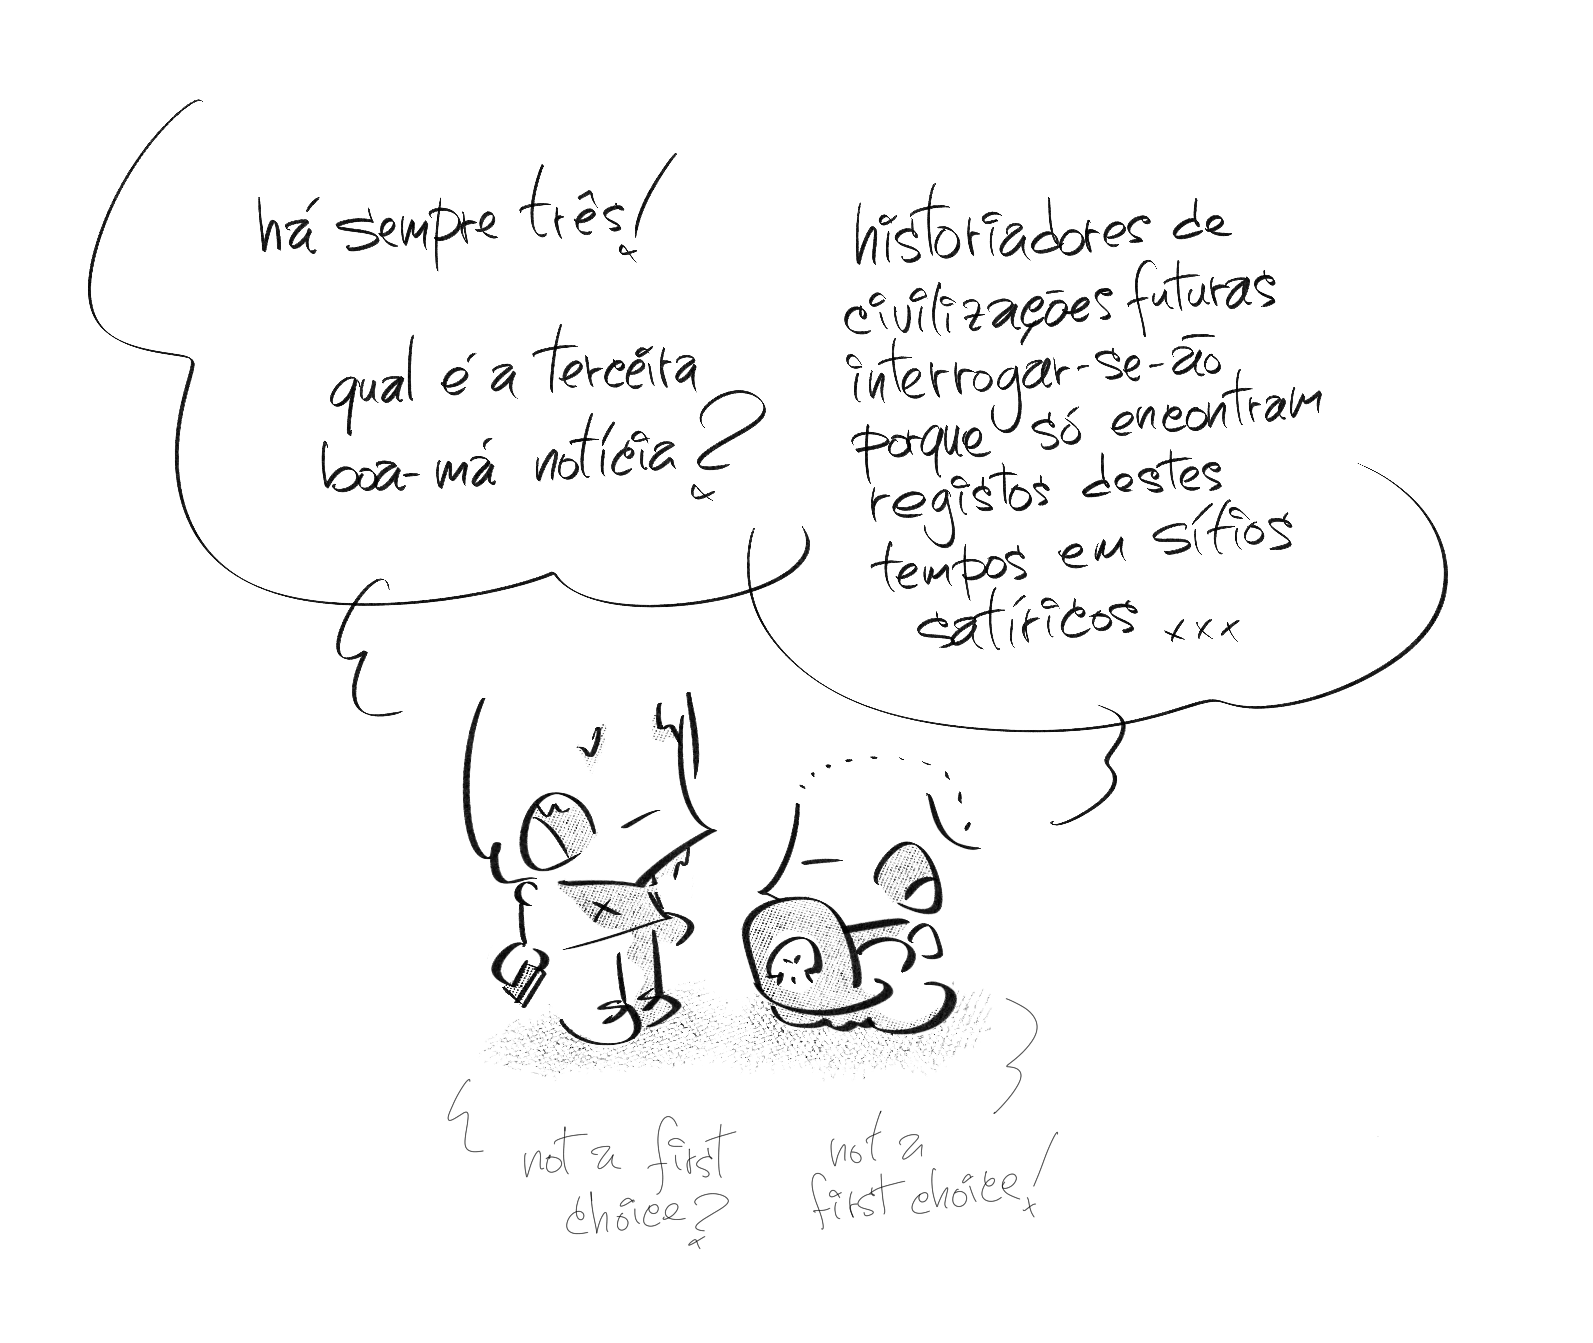 há sempre três!
qual é a terceira
boa-má notícia?
historiadores de
civilizações futuras
interrogar-se-ão
porque só encontram
registos destes
tempos em sítios
satíricos xxx
not a first
choice?
not a
first choice!